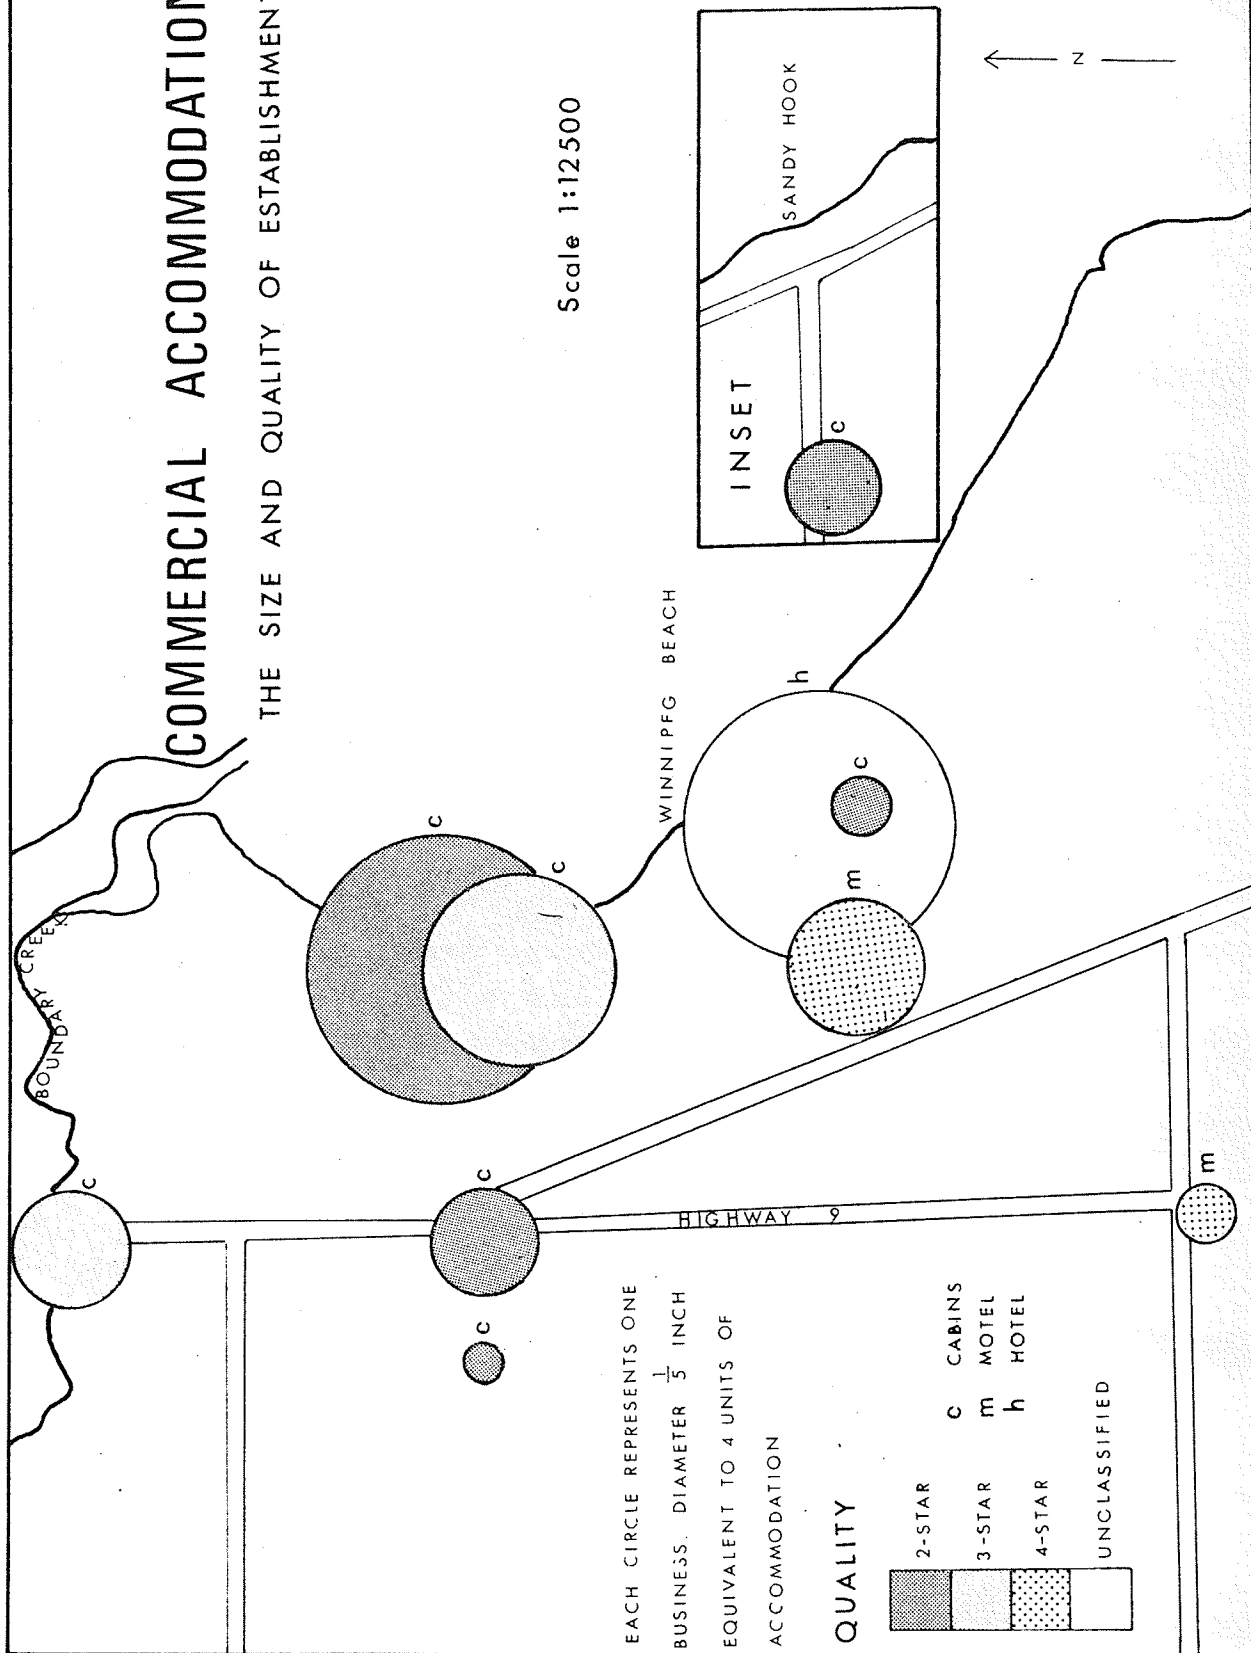 COMMERCIAL ACCOMMODATION
THE SIZE AND QUALITY OF ESTABLISHMENT
Scale 1:12500
BOUNDARY CREEK
c
c
c
c
c
WINNIPFG BEACH
h
c
m
HIGHWAY 9
m
INSET
SANDY HOOK
c
N
EACH CIRCLE REPRESENTS ONE
BUSINESS. DIAMETER 1/5 INCH
EQUIVALENT TO 4 UNITS OF
ACCOMMODATION
QUALITY
2-STAR
3-STAR
4-STAR
UNCLASSIFIED
c CABINS
m MOTEL
h HOTEL